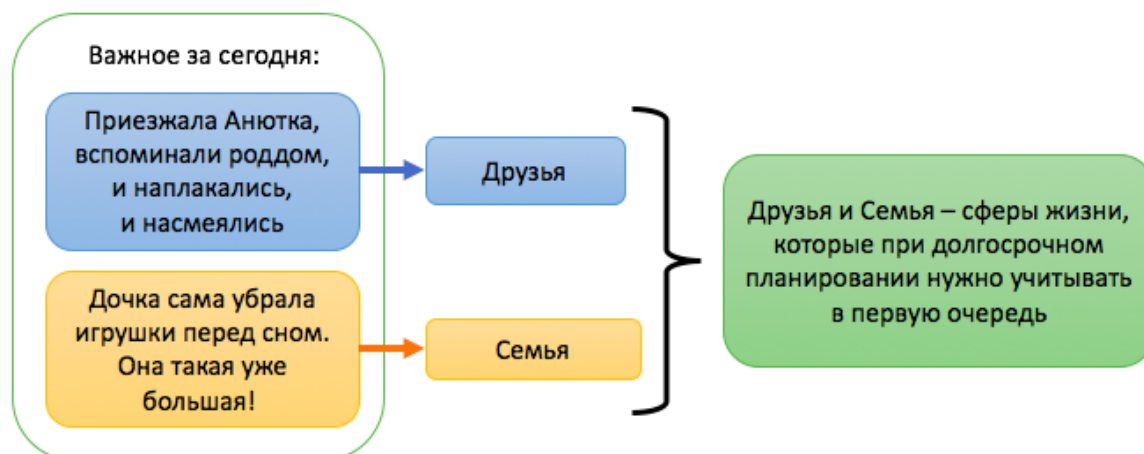 Важное за сегодня:
Приезжала Анютка,
вспоминали роддом,
и наплакались,
и насмеялись
Друзья
Дочка сама убрала
игрушки перед сном.
Она такая уже
большая!
Семья
Друзья и Семья – сферы жизни,
которые при долгосрочном
планировании нужно учитывать
в первую очередь